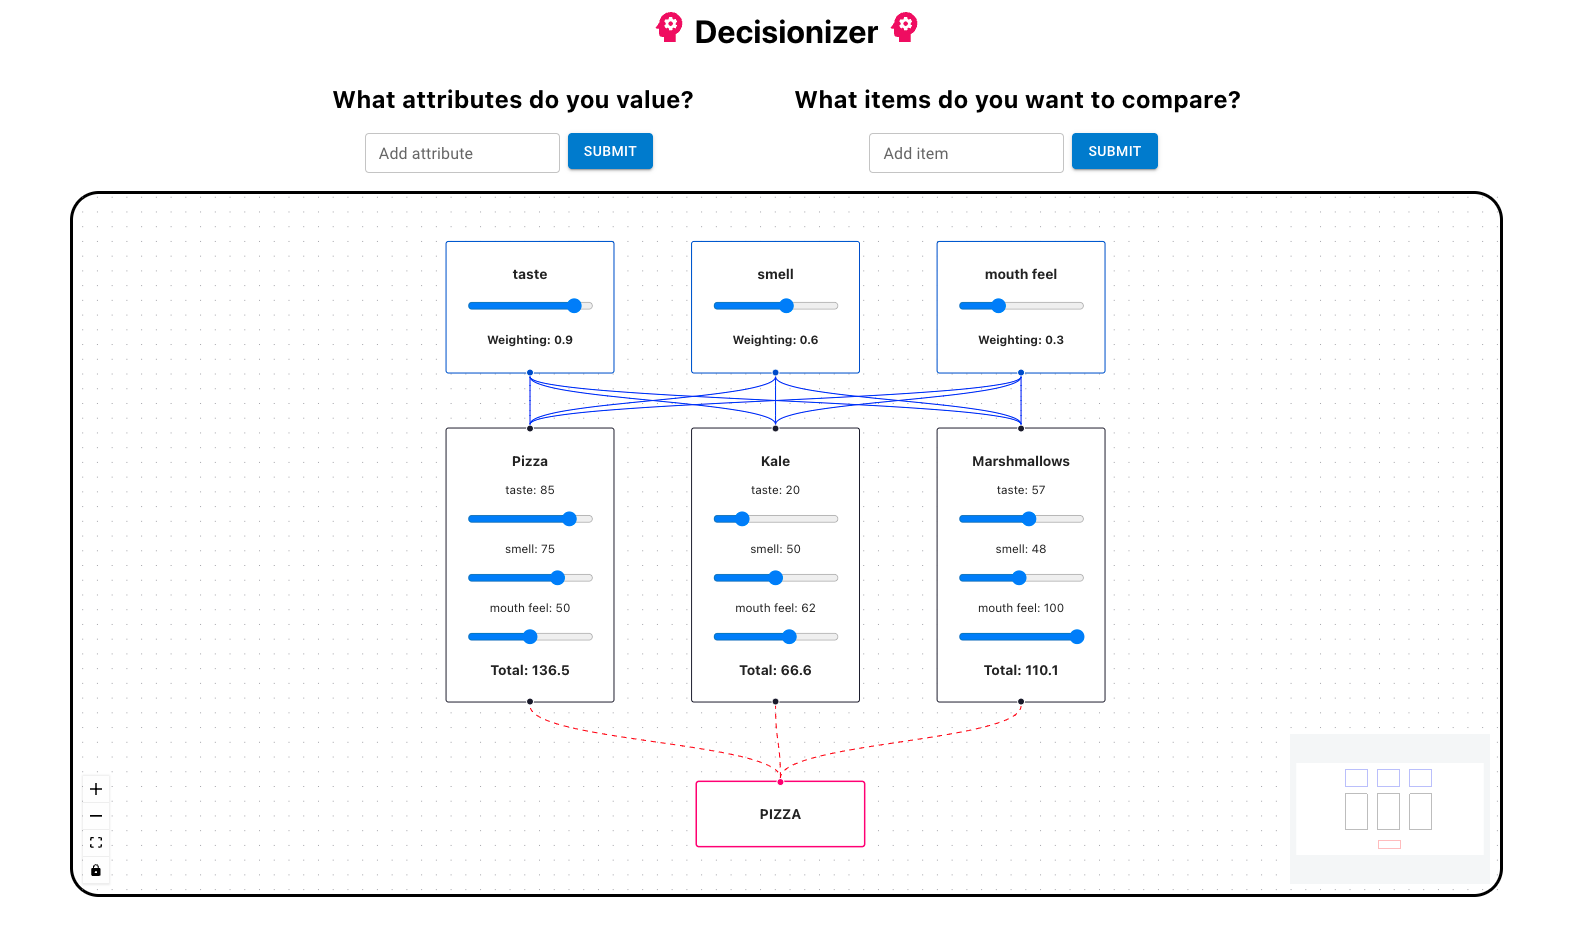 Decisionizer
What attributes do you value?
What items do you want to compare?
Add attribute
SUBMIT
Add item
SUBMIT
taste
Weighting: 0.9
smell
Weighting: 0.6
mouth feel
Weighting: 0.3
Pizza
taste: 85
smell: 75
mouth feel: 50
Total: 136.5
Kale
taste: 20
smell: 50
mouth feel: 62
Total: 66.6
Marshmallows
taste: 57
smell: 48
mouth feel: 100
Total: 110.1
PIZZA